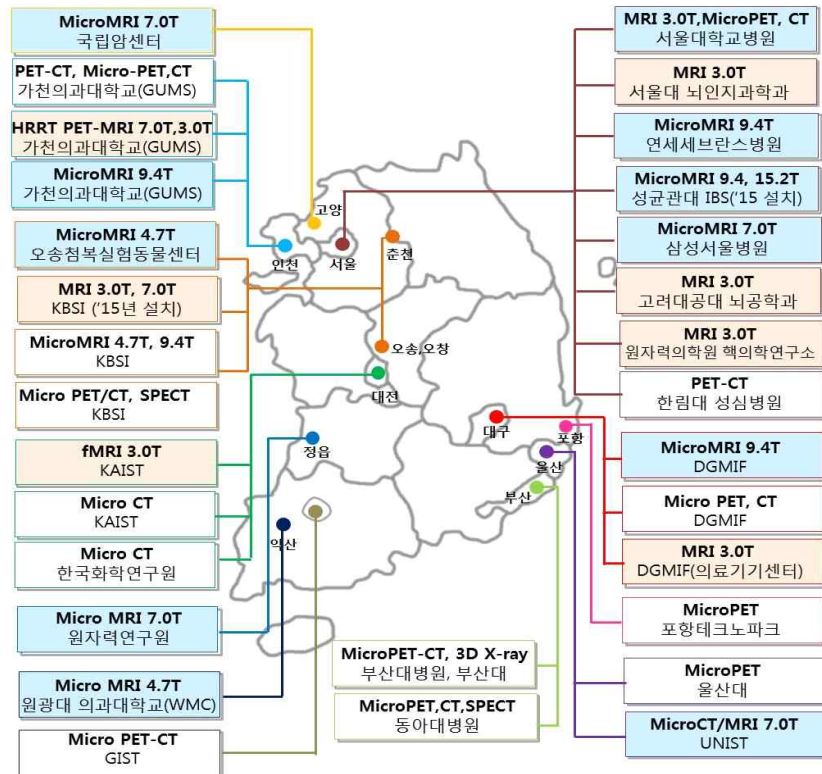 MicroMRI 7.0T
국립암센터
PET-CT, Micro-PET,CT
가천의과대학교(GUMS)
HRRT PET-MRI 7.0T,3.0T
가천의과대학교(GUMS)
MicroMRI 9.4T
가천의과대학교(GUMS)
MicroMRI 4.7T
오송첨복실험동물센터
MRI 3.0T, 7.0T
KBSI ('15년 설치)
MicroMRI 4.7T, 9.4T
KBSI
Micro PET/CT, SPECT
KBSI
fMRI 3.0T
KAIST
Micro CT
KAIST
Micro CT
한국화학연구원
Micro MRI 7.0T
원자력연구원
Micro MRI 4.7T
원광대 의과대학교(WMC)
Micro PET-CT
GIST
고양
인천
서울
춘천
오송,오창
대전
정읍
익산
대구
포항
울산
부산
MicroPET-CT, 3D X-ray
부산대병원, 부산대
MicroPET,CT,SPECT
동아대병원
MRI 3.0T,MicroPET, CT
서울대학교병원
MRI 3.0T
서울대 뇌인지과학과
MicroMRI 9.4T
연세세브란스병원
MicroMRI 9.4, 15.2T
성균관대 IBS('15 설치)
MicroMRI 7.0T
삼성서울병원
MRI 3.0T
고려대공대 뇌공학과
MRI 3.0T
원자력의학원 핵의학연구소
PET-CT
한림대 성심병원
MicroMRI 9.4T
DGMIF
Micro PET, CT
DGMIF
MRI 3.0T
DGMIF(의료기기센터)
MicroPET
포항테크노파크
MicroPET
울산대
MicroCT/MRI 7.0T
UNIST